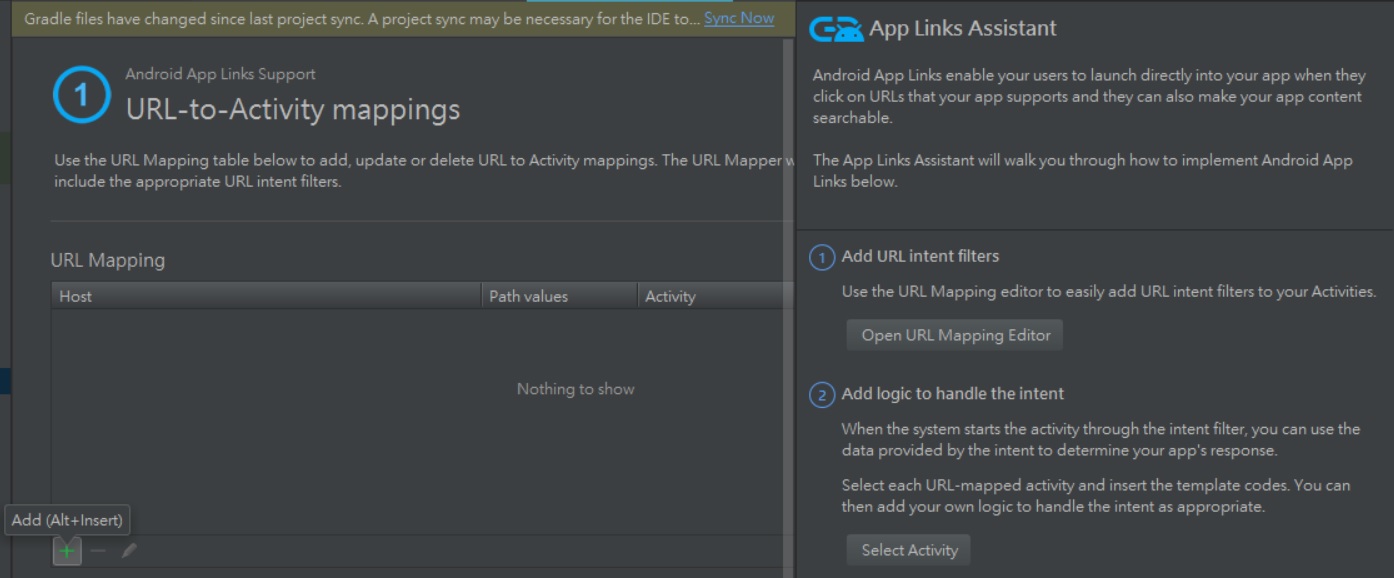 Gradle files have changed since last project sync. A project sync may be necessary for the IDE to... Sync Now
1
Android App Links Support
URL-to-Activity mappings
Use the URL Mapping table below to add, update or delete URL to Activity mappings. The URL Mapper w
include the appropriate URL intent filters.
URL Mapping
Host
Path values
Activity
Nothing to show
Add (Alt+Insert)
App Links Assistant
Android App Links enable your users to launch directly into your app when they
click on URLs that your app supports and they can also make your app content
searchable.
The App Links Assistant will walk you through how to implement Android App
Links below.
1 Add URL intent filters
Use the URL Mapping editor to easily add URL intent filters to your Activities.
Open URL Mapping Editor
2 Add logic to handle the intent
When the system starts the activity through the intent filter, you can use the
data provided by the intent to determine your app's response.
Select each URL-mapped activity and insert the template codes. You can
then add your own logic to handle the intent as appropriate.
Select Activity